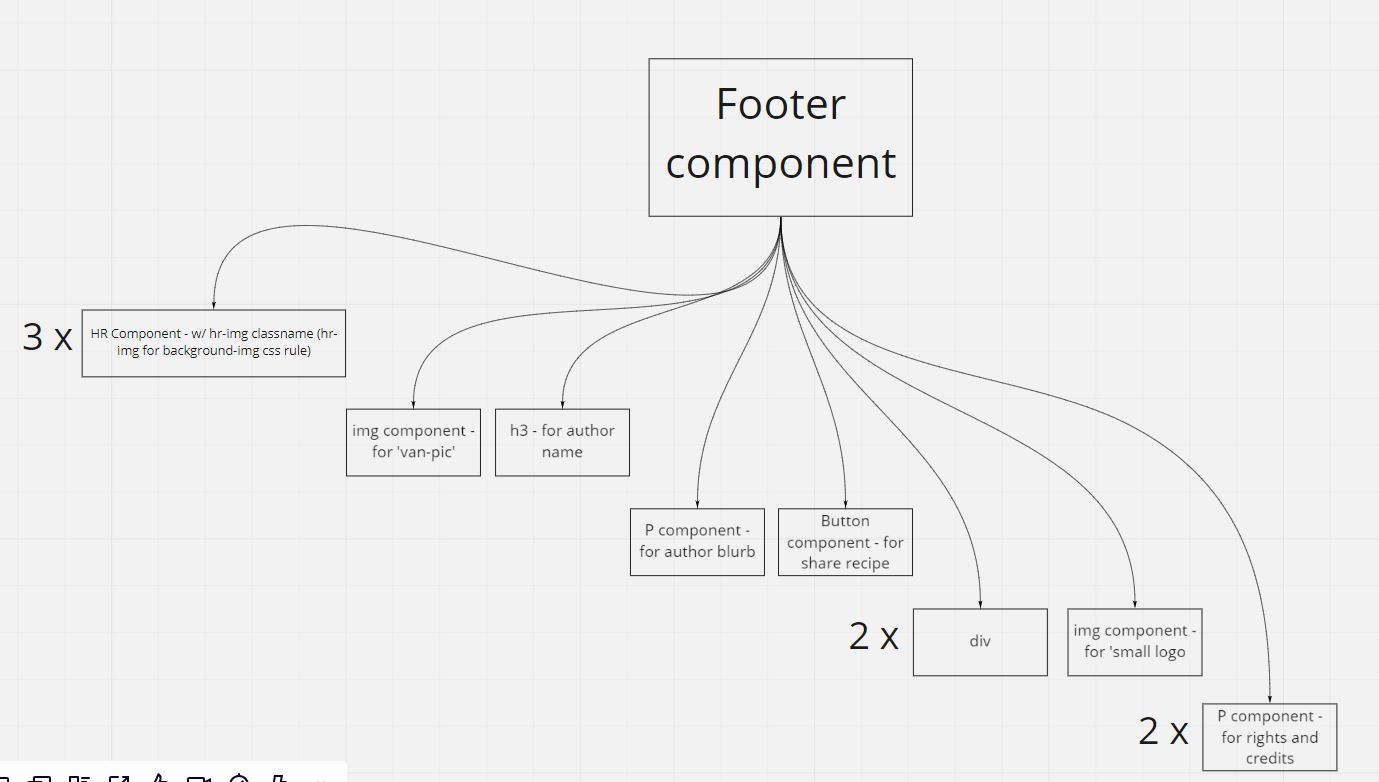 Footer
component
3 x
HR Component - w/ hr-img classname (hr-
img for background-img css rule)
img component -
for 'van-pic'
h3 - for author
name
P component -
for author blurb
Button
component - for
share recipe
2 x
div
img component -
for 'small logo
2 x
P component -
for rights and
credits